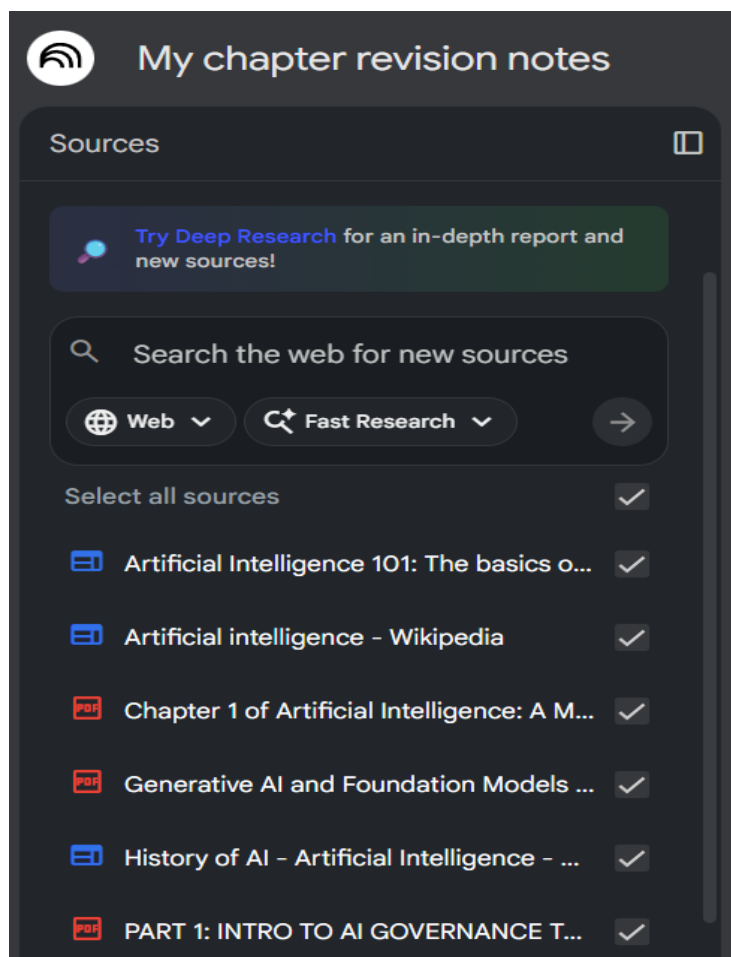 My chapter revision notes
Sources
Try Deep Research for an in-depth report and
new sources!
Search the web for new sources
Web
Fast Research
Select all sources
Artificial Intelligence 101: The basics o...
Artificial intelligence - Wikipedia
PDF Chapter 1 of Artificial Intelligence: A M...
PDF Generative AI and Foundation Models ...
History of AI - Artificial Intelligence - ...
PDF PART 1: INTRO TO AI GOVERNANCE T...